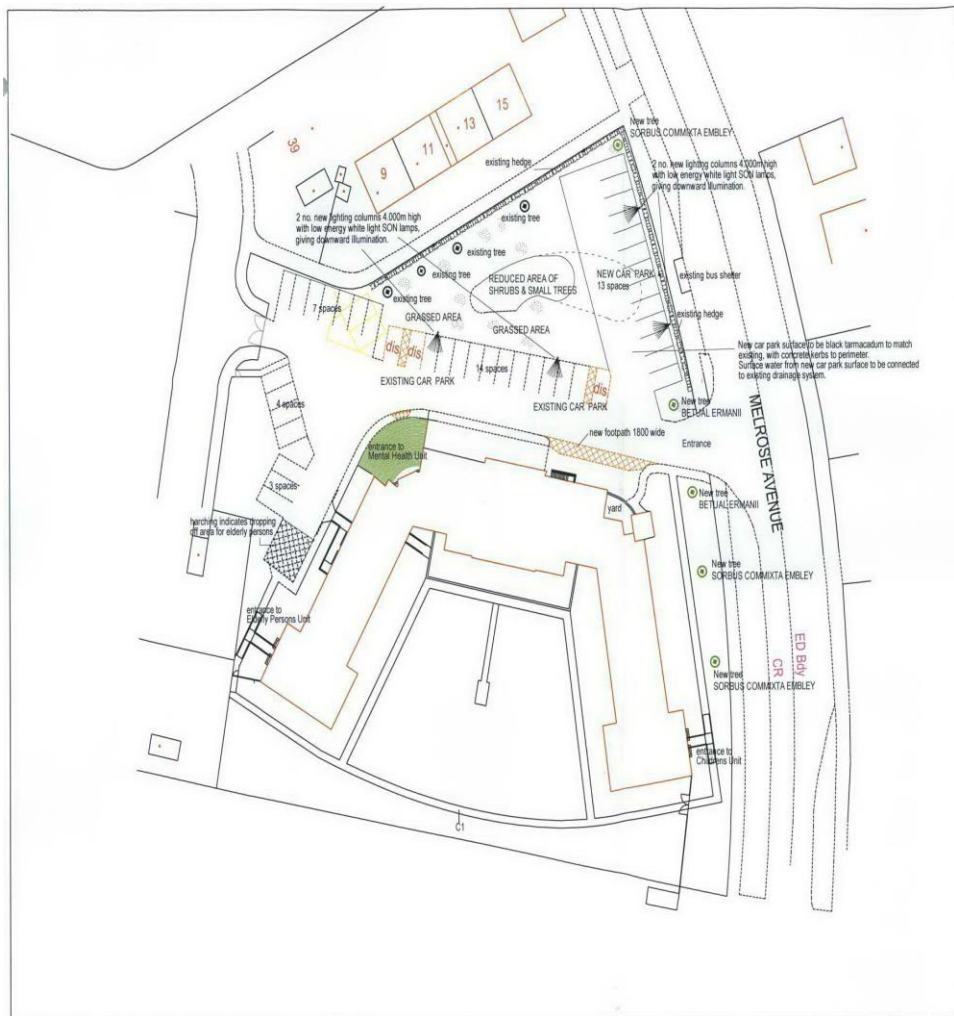 New tree
SORBUS COMMIXTA EMBLEY
15
13
11
9
39
existing hedge
2 no. new lighting columns 4.000m high
with low energy white light SON lamps,
giving downward illumination.
2 no. new lighting columns 4.000m high
with low energy white light SON lamps,
giving downward illumination.
existing tree
existing tree
existing tree
existing tree
REDUCED AREA OF
SHRUBS & SMALL TREES
NEW CAR PARK
13 spaces
existing bus shelter
7 spaces
GRASSED AREA
GRASSED AREA
existing hedge
New car park surface to be black tarmacadum to match
existing, with concrete kerbs to perimeter.
Surface water from new car park surface to be connected
to existing drainage system.
dis
dis
14 spaces
dis
EXISTING CAR PARK
EXISTING CAR PARK
4 spaces
New tree
BETUAL ERMANII
MELROSE AVENUE
new footpath 1800 wide
Entrance
entrance to
Mental Health Unit
3 spaces
New tree
BETUAL ERMANII
yard
harching indicates dropping
off area for elderly persons
New tree
SORBUS COMMIXTA EMBLEY
entrance to
Elderly Persons Unit
ED Bdy
CR
New tree
SORBUS COMMIXTA EMBLEY
entrance to
Childrens Unit
C1